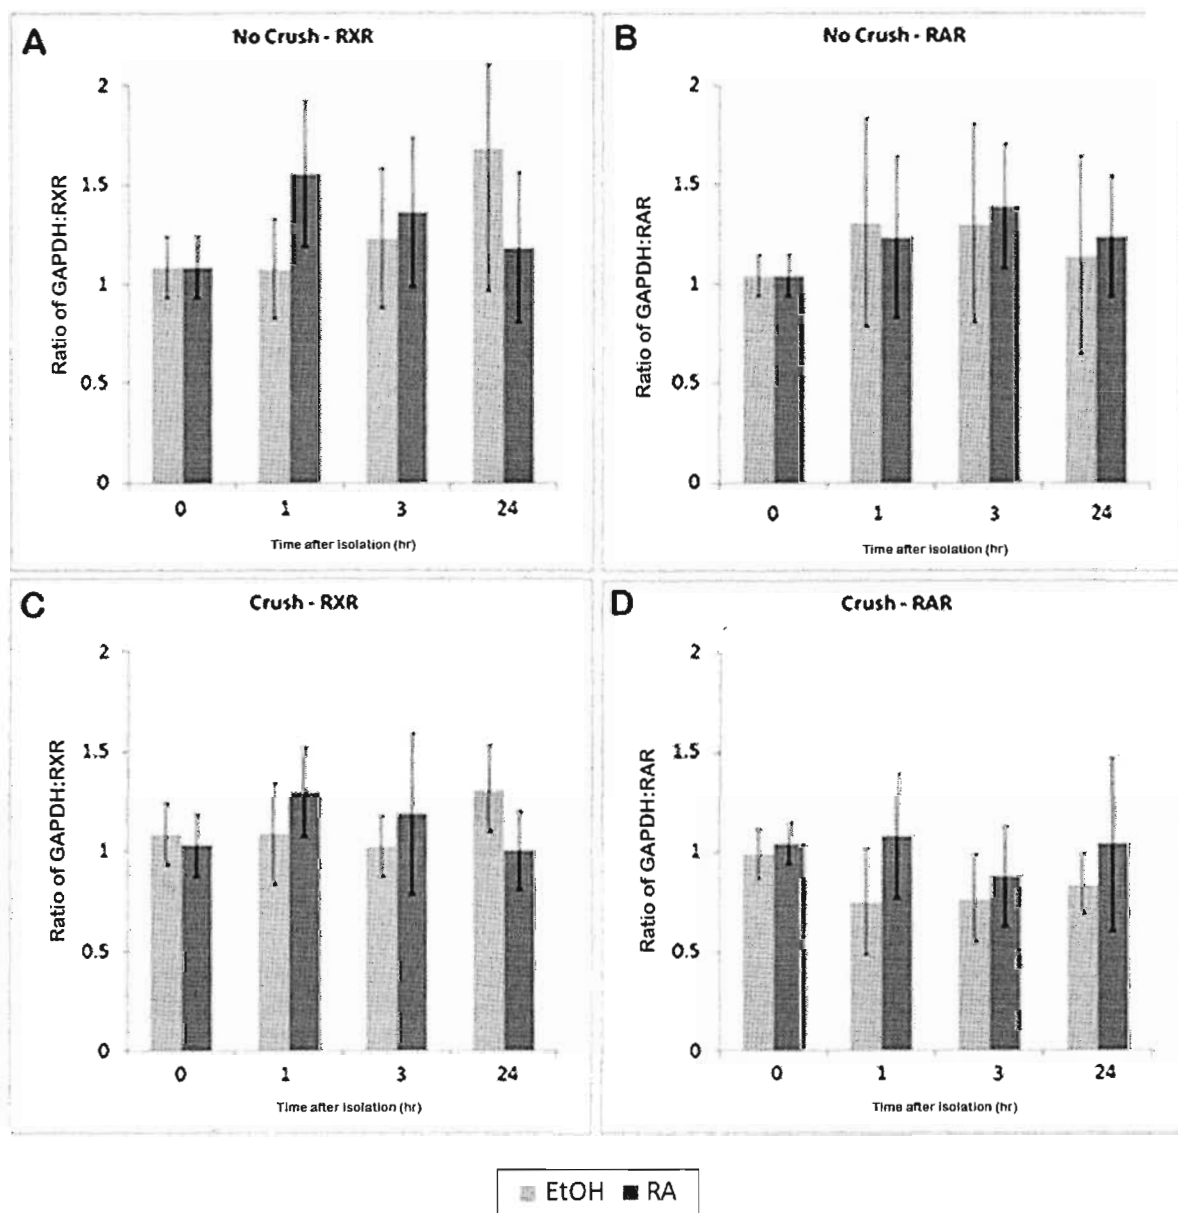 A
No Crush - RXR
Ratio of GAPDH:RXR
2
1.5
1
0.5
0
0 1 3 24
Time after isolation (hr)
B
No Crush - RAR
Ratio of GAPDH:RAR
2
1.5
1
0.5
0
0 1 3 24
Time after isolation (hr)
C
Crush - RXR
Ratio of GAPDH:RXR
2
1.5
1
0.5
0
0 1 3 24
Time after isolation (hr)
D
Crush - RAR
Ratio of GAPDH:RAR
2
1.5
1
0.5
0
0 1 3 24
Time after isolation (hr)
EtOH RA